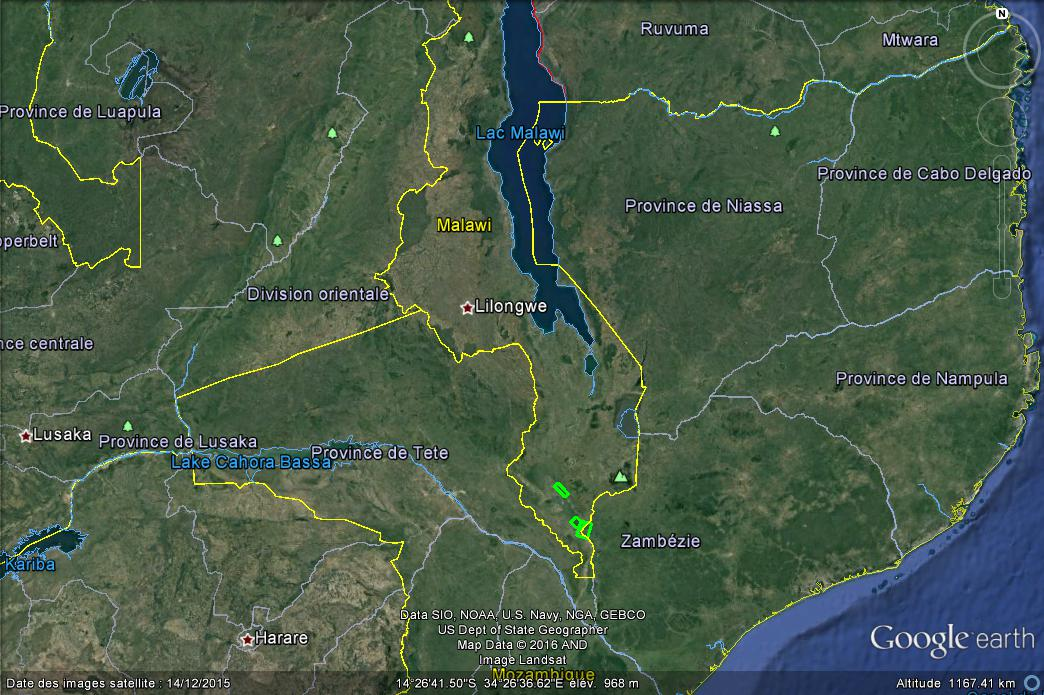 N
Ruvuma
Mtwara
Province de Luapula
Lac Malawi
Province de Cabo Delgado
Province de Niassa
Malawi
pperbelt
Division orientale
Lilongwe
nce centrale
Province de Nampula
Lusaka
Province de Lusaka
Province de Tete
Lake Cahora Bassa
Zambézie
Kariba
Data SIO, NOAA, U.S. Navy, NGA, GEBCO
US Dept of State Geographer
Harare
Map Data © 2016 AND
Image Landsat
Google earth
Mozambique
Date des images satellite : 14/12/2015
14°26'41.50"S 34°26'36.62"E élév. 968 m
Altitude 1167.41 km